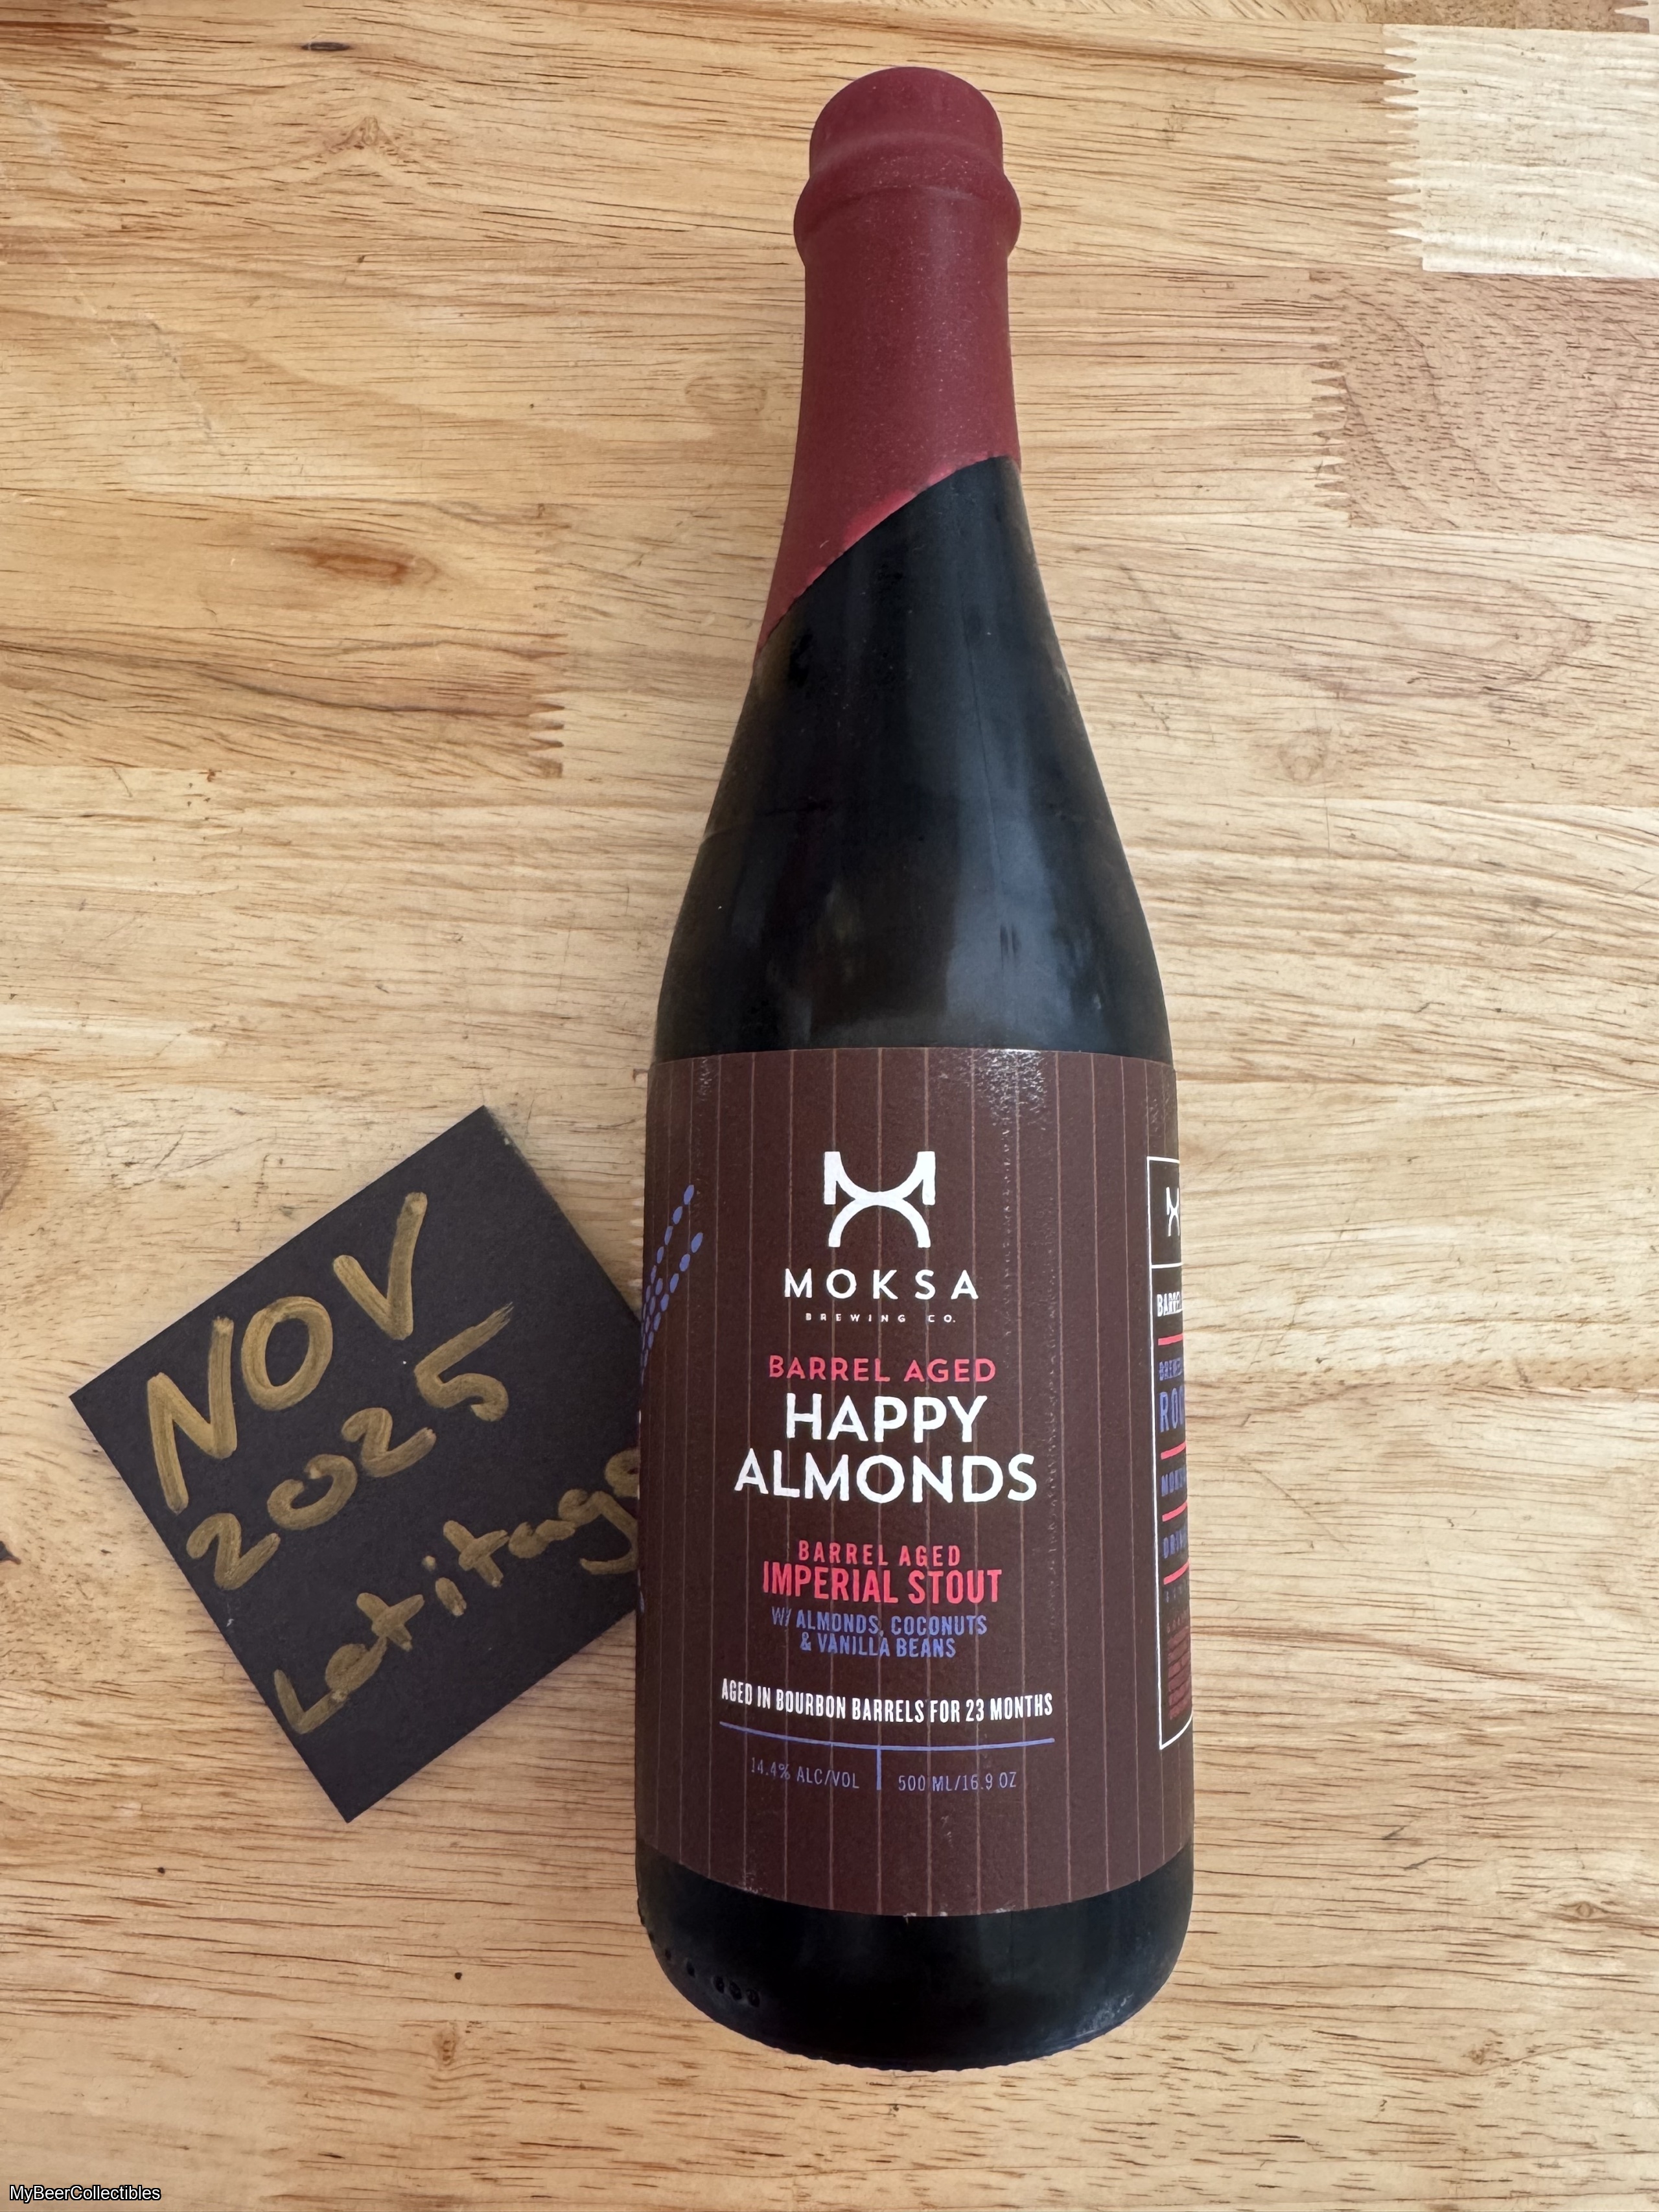 MOKSA
BREWING CO.
BARREL AGED
HAPPY
ALMONDS
BARREL AGED
IMPERIAL STOUT
W/ ALMONDS, COCONUTS
& VANILLA BEANS
AGED IN BOURBON BARRELS FOR 23 MONTHS
14.4% ALC/VOL
500 ML/16.9 OZ
BARREL
NOV
2025
MyBeerCollectibles